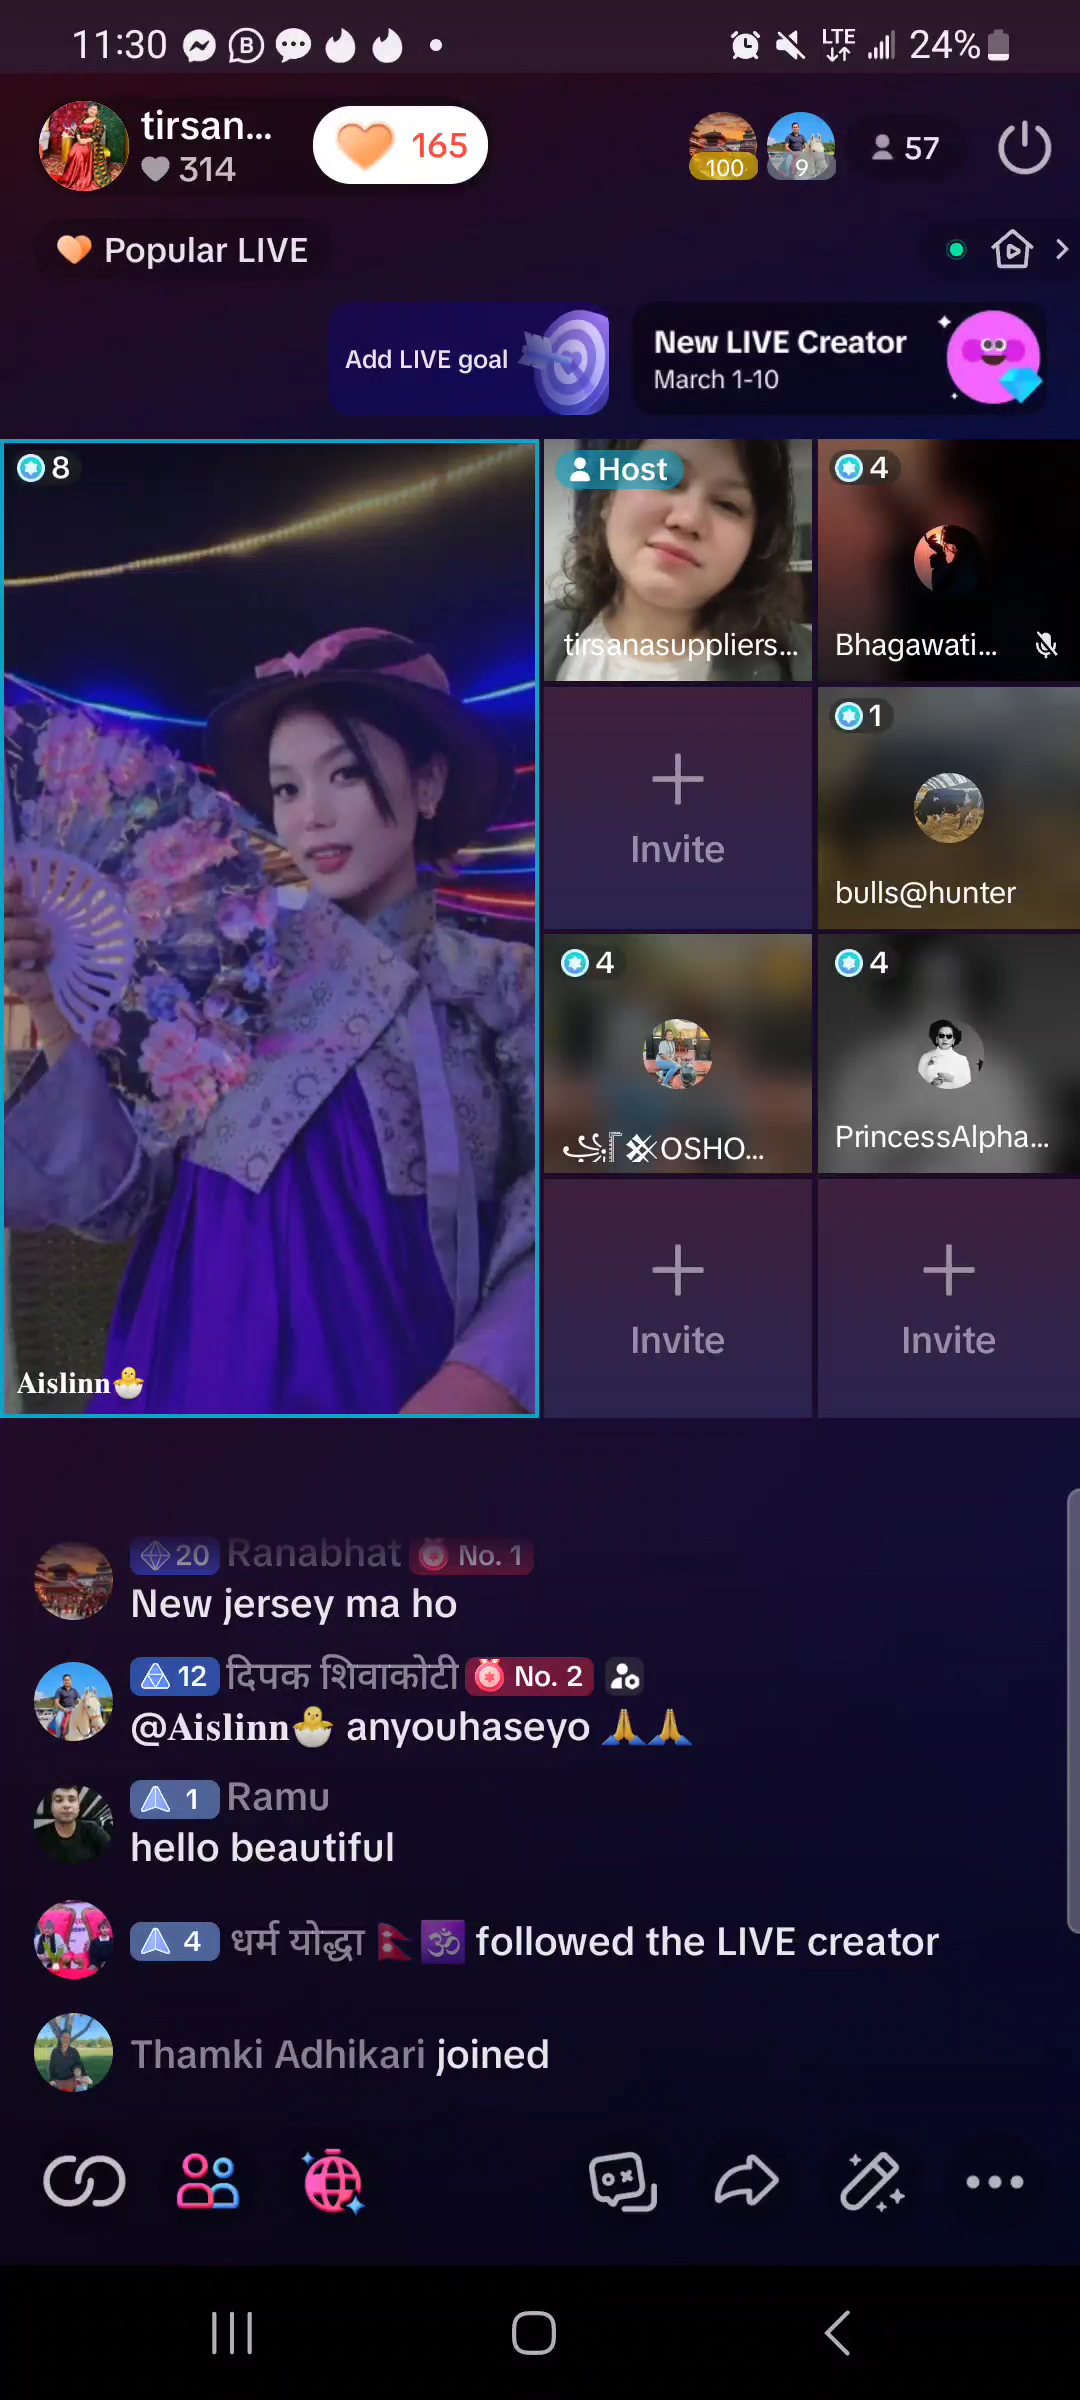 11:30 LTE 24%
tirsan... 165 57
314 100 9
Popular LIVE
Add LIVE goal
New LIVE Creator
March 1-10
8
Aislinn🐣
Host
tirsanasuppliers...
4
Bhagawati...
Invite
1
bulls@hunter
4
OSHO...
4
PrincessAlpha...
Invite
Invite
20 Ranabhat No. 1
New jersey ma ho
12 दिपक शिवाकोटी No. 2
@Aislinn🐣 anyouhaseyo 🙏🙏
1 Ramu
hello beautiful
4 धर्म योद्धा 🇳🇵🕉 followed the LIVE creator
Thamki Adhikari joined